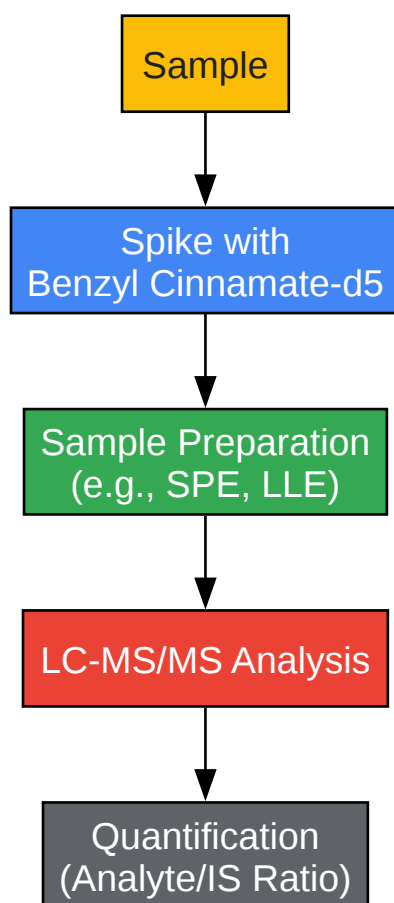 Sample
Spike with
Benzyl Cinnamate-d5
Sample Preparation
(e.g., SPE, LLE)
LC-MS/MS Analysis
Quantification
(Analyte/IS Ratio)